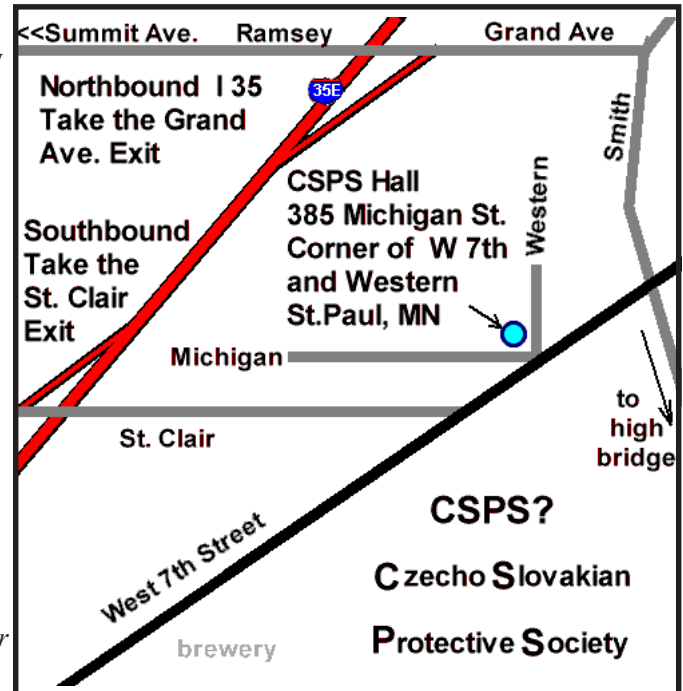 <<Summit Ave.
Ramsey
Grand Ave
Northbound I 35
Take the Grand
Ave. Exit
35E
Smith
Western
CSPS Hall
385 Michigan St.
Corner of W 7th
and Western
St.Paul, MN
Southbound
Take the
St. Clair
Exit
Michigan
St. Clair
to
high
bridge
West 7th Street
CSPS?
Czecho Slovakian
Protective Society
brewery